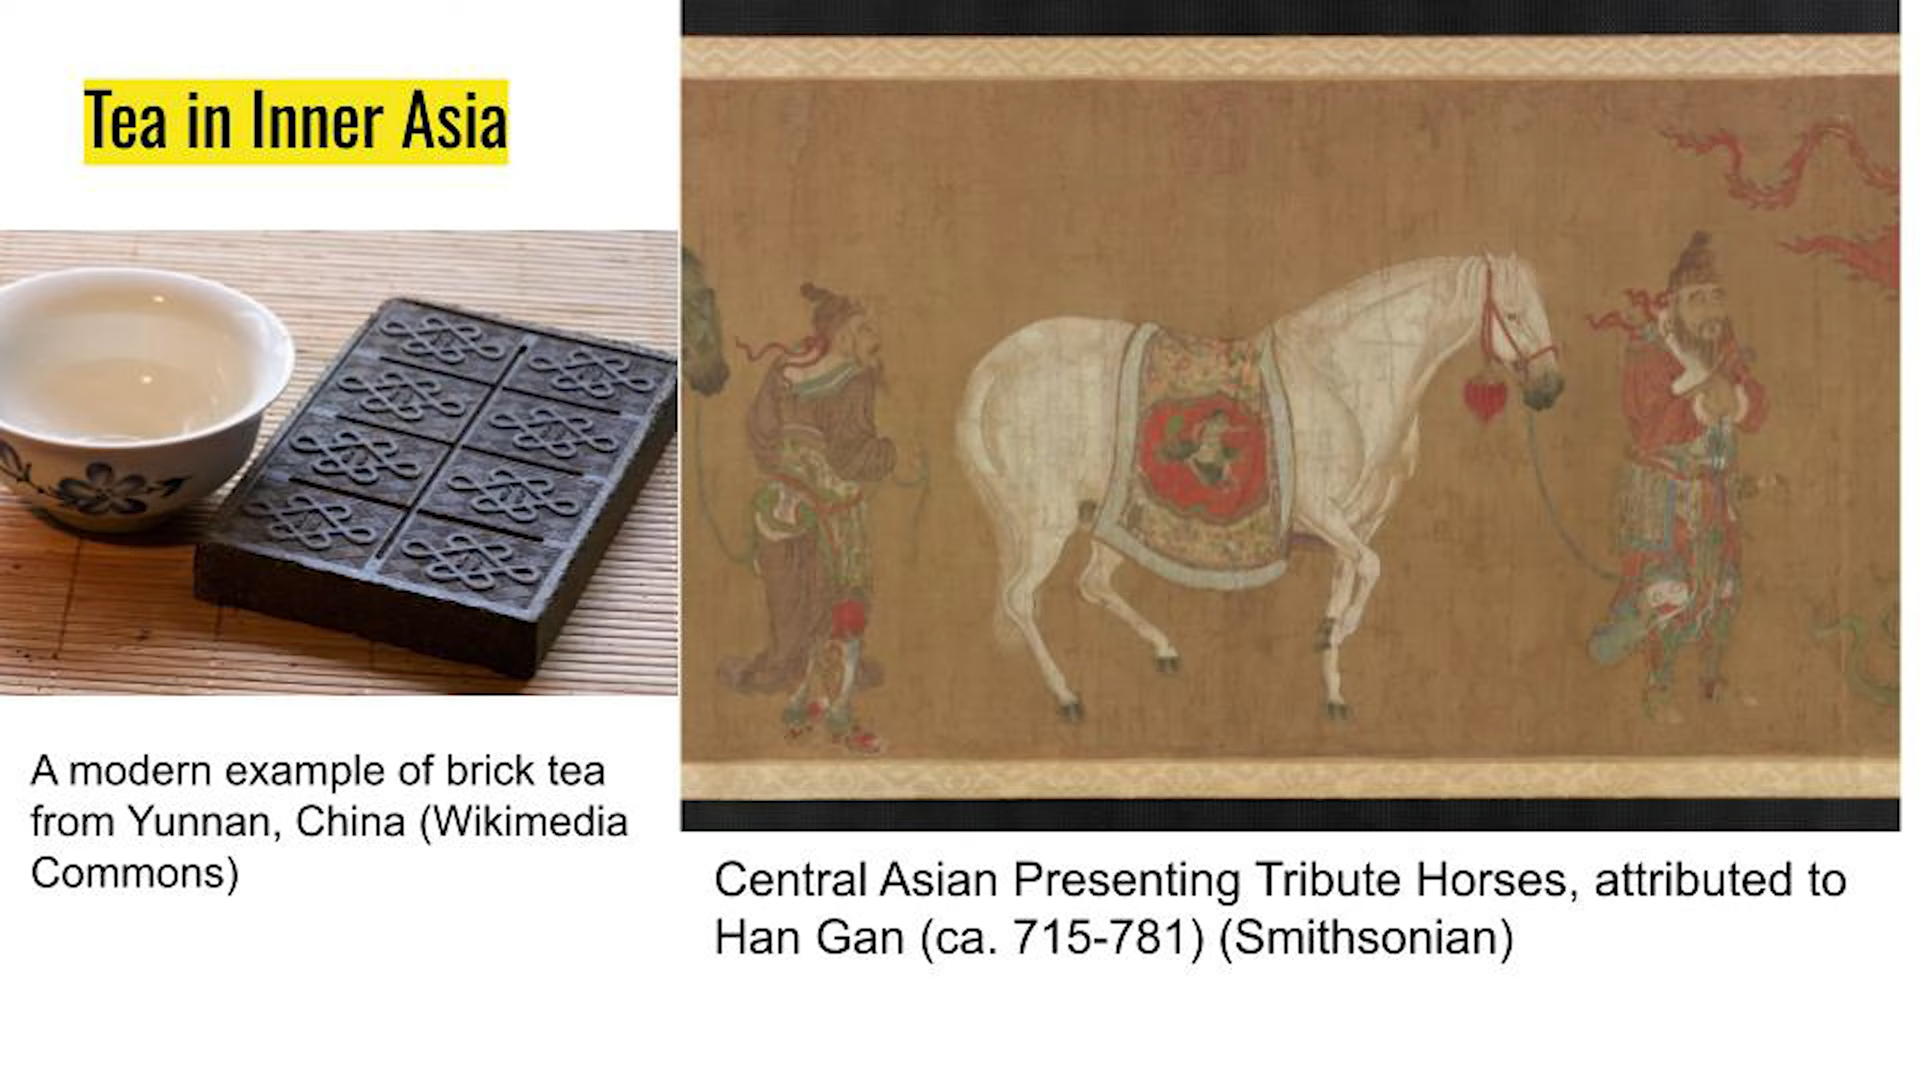 Tea in Inner Asia
A modern example of brick tea
from Yunnan, China (Wikimedia
Commons)
Central Asian Presenting Tribute Horses, attributed to
Han Gan (ca. 715-781) (Smithsonian)